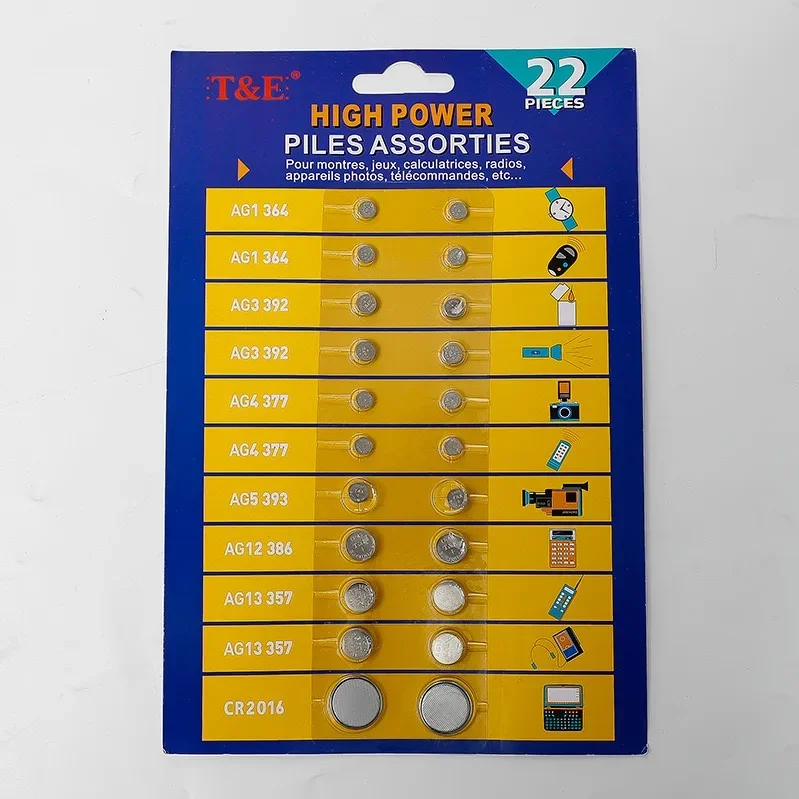 T&E®
22
PIECES
HIGH POWER
PILES ASSORTIES
Pour montres, jeux, calculatrices, radios,
appareils photos, télécommandes, etc...
AG1 364
AG1 364
AG3 392
AG3 392
AG4 377
AG4 377
AG5 393
AG12 386
AG13 357
AG13 357
CR2016